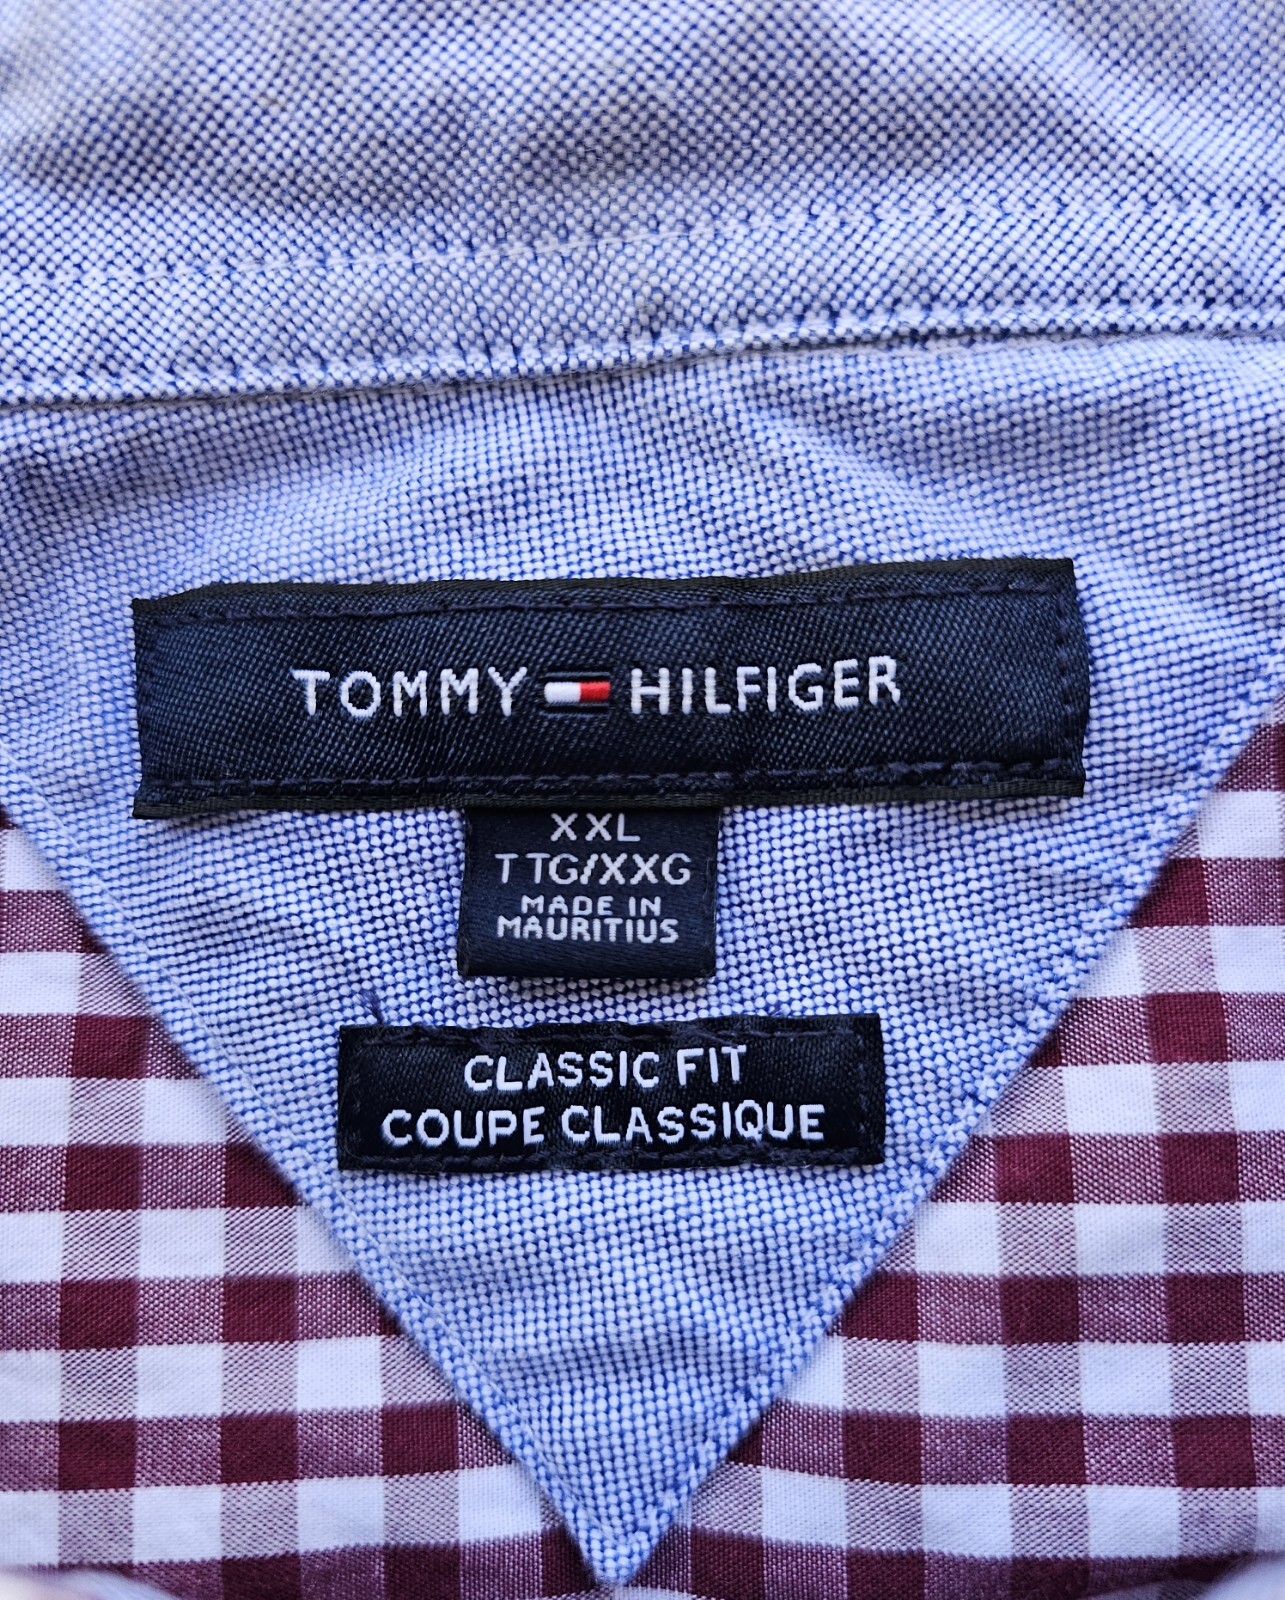 TOMMY HILFIGER
XXL
TTG/XXG
MADE IN
MAURITIUS
CLASSIC FIT
COUPE CLASSIQUE